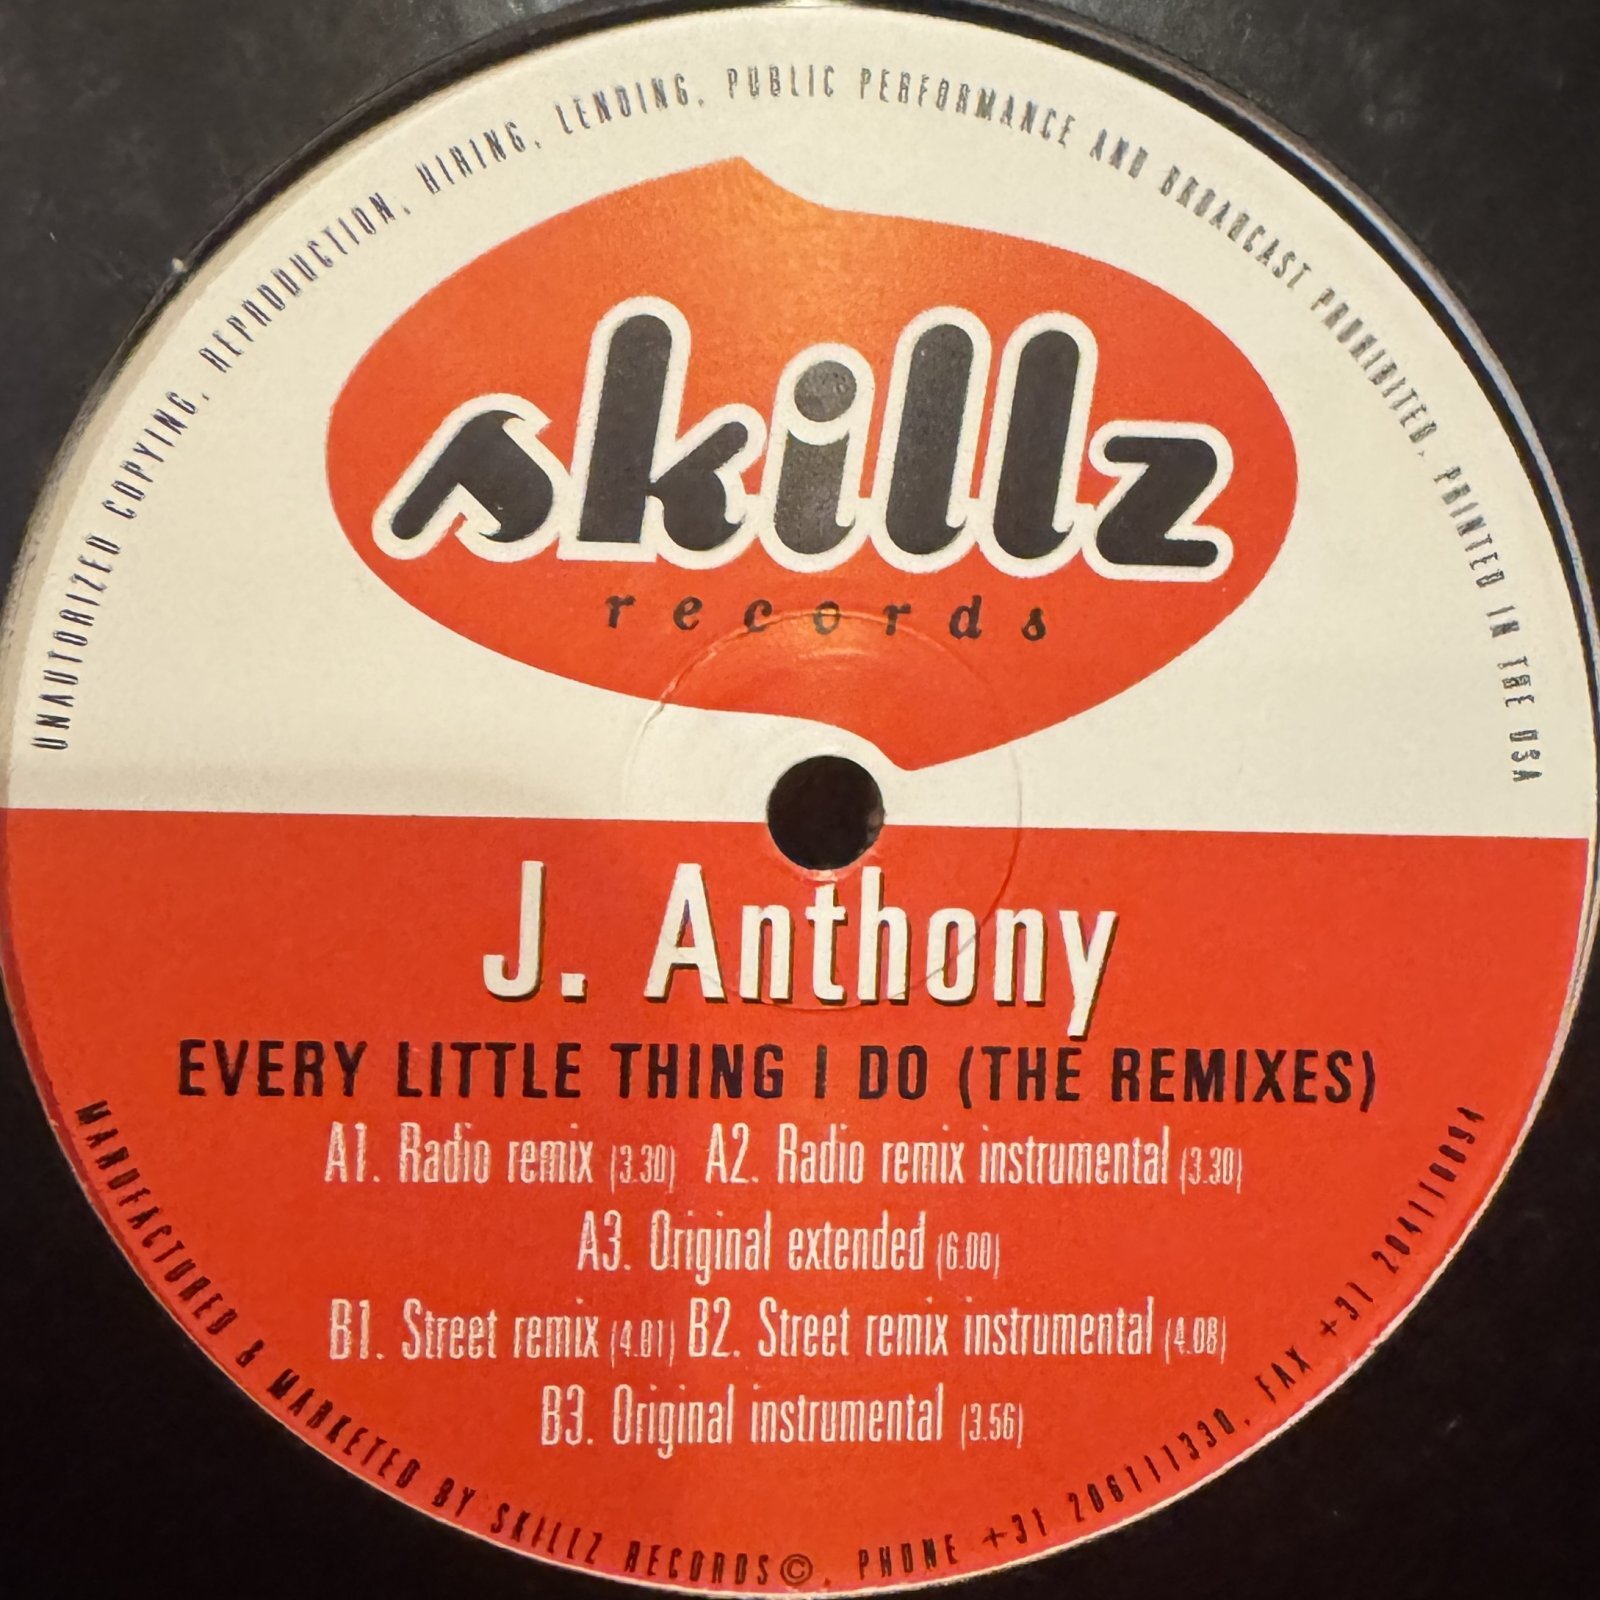 UNAUTORIZED COPYING, REPRODUCTION, HIRING, LENDING, PUBLIC PERFORMANCE AND BROADCAST PROHIBITED, PRINTED IN THE USA
skillz
records
J. Anthony
EVERY LITTLE THING I DO (THE REMIXES)
A1. Radio remix (3.30) A2. Radio remix instrumental (3.30)
A3. Original extended (6.00)
B1. Street remix (4.01) B2. Street remix instrumental (4.08)
B3. Original instrumental (3.56)
MANUFACTURED & MARKETED BY SKILLZ RECORDS©, PHONE +31 206111330, FAX +31 204110094